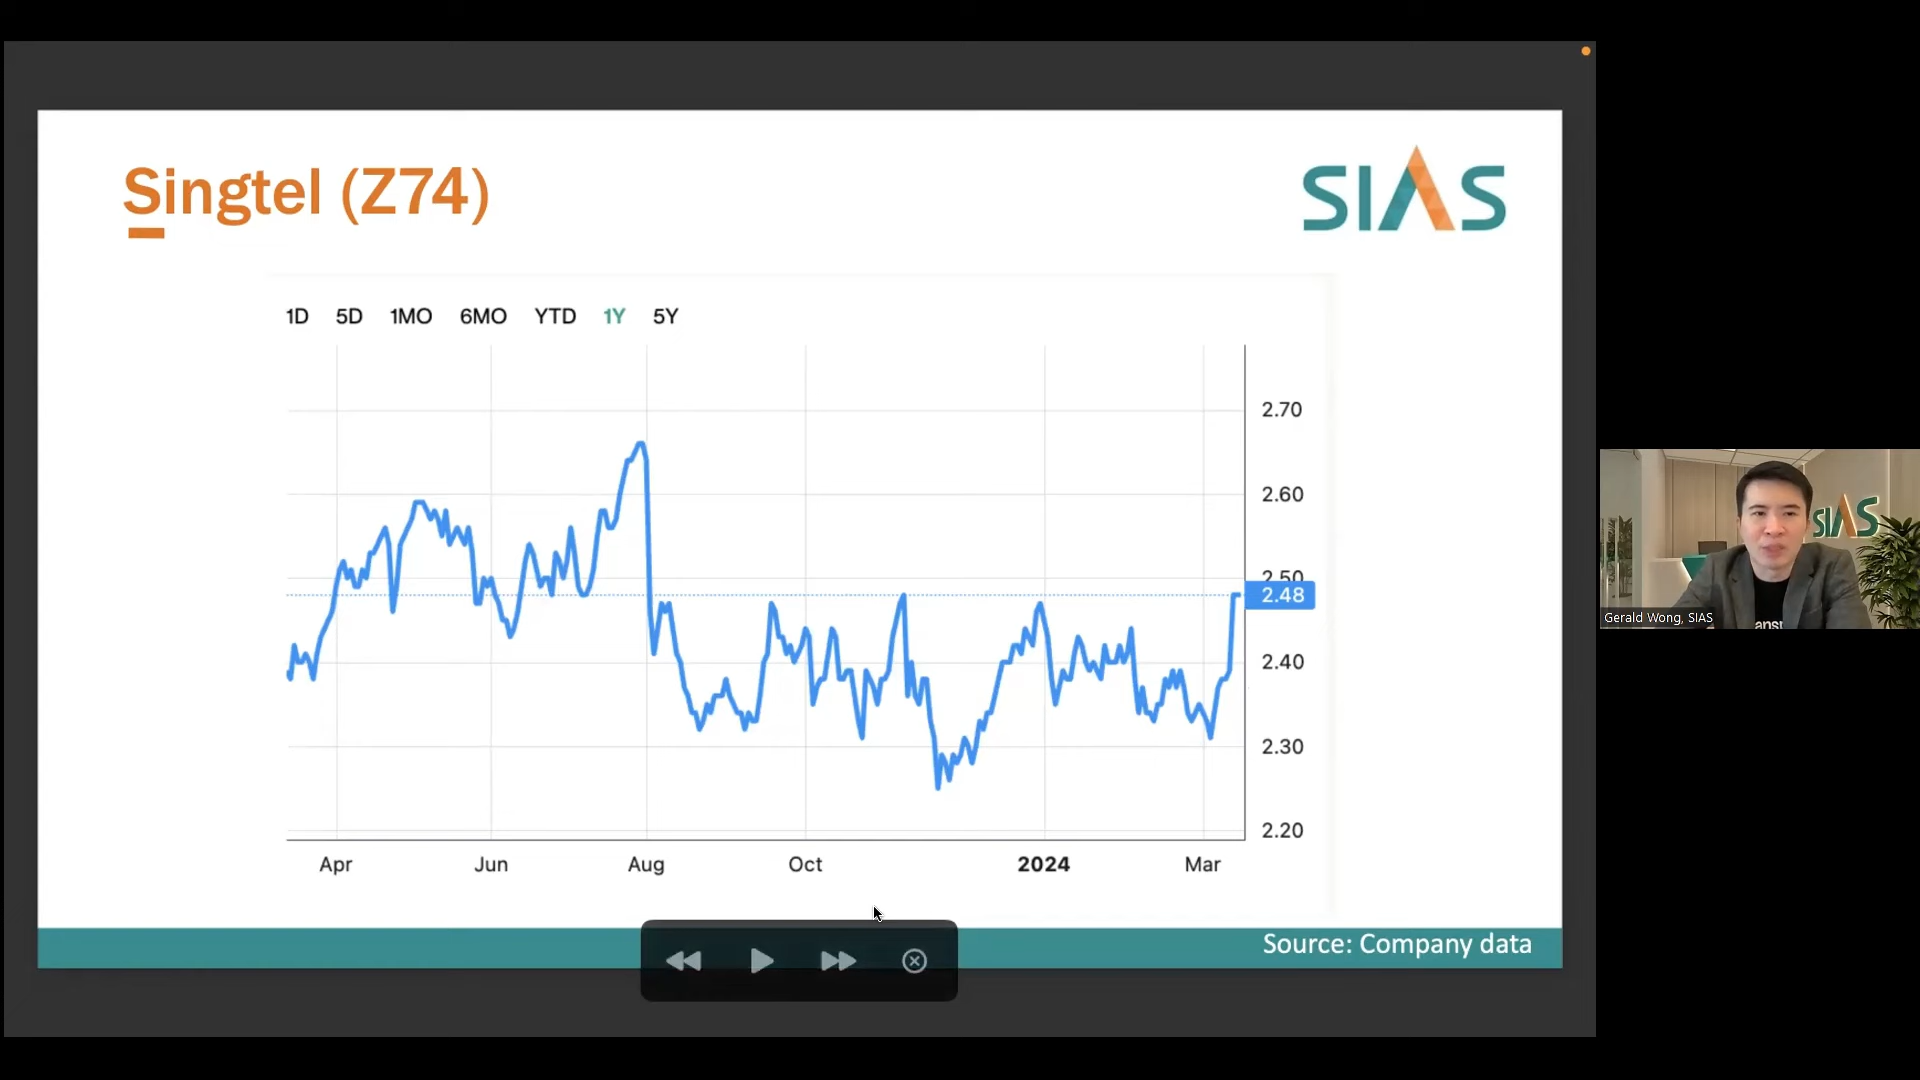 Singtel (Z74)
SIAS
1D 5D 1MO 6MO YTD 1Y 5Y
2.70
2.60
2.50
2.48
2.40
2.30
2.20
Apr Jun Aug Oct 2024 Mar
Source: Company data
SIAS
Gerald Wong, SIAS